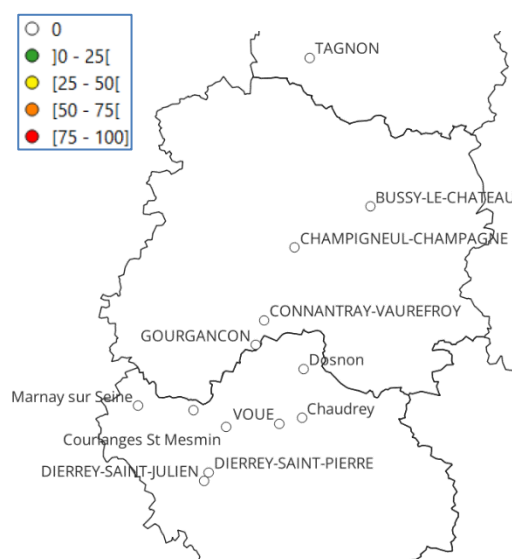 0
]0 - 25[
[25 - 50[
[50 - 75[
[75 - 100]
TAGNON
BUSSY-LE-CHATEAU
CHAMPIGNEUL-CHAMPAGNE
CONNANTRAY-VAUREFROY
GOURGANCON
Dosnon
Marnay sur Seine
VOUE
Chaudrey
Courlanges St Mesmin
DIERREY-SAINT-PIERRE
DIERREY-SAINT-JULIEN